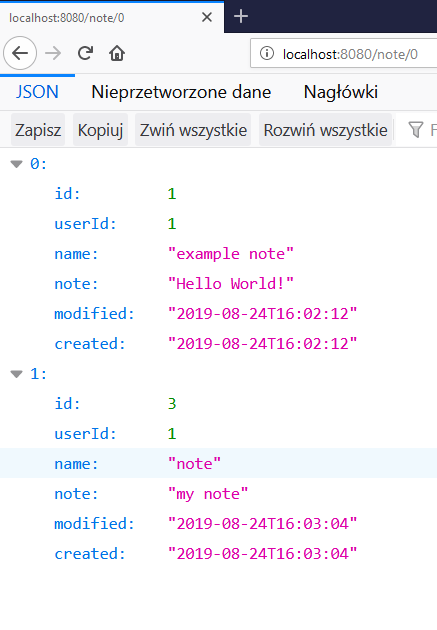 localhost:8080/note/0
localhost:8080/note/0
JSON Nieprzetworzone dane Nagłówki
Zapisz Kopiuj Zwiń wszystkie Rozwiń wszystkie F
0:
id: 1
userId: 1
name: "example note"
note: "Hello World!"
modified: "2019-08-24T16:02:12"
created: "2019-08-24T16:02:12"
1:
id: 3
userId: 1
name: "note"
note: "my note"
modified: "2019-08-24T16:03:04"
created: "2019-08-24T16:03:04"